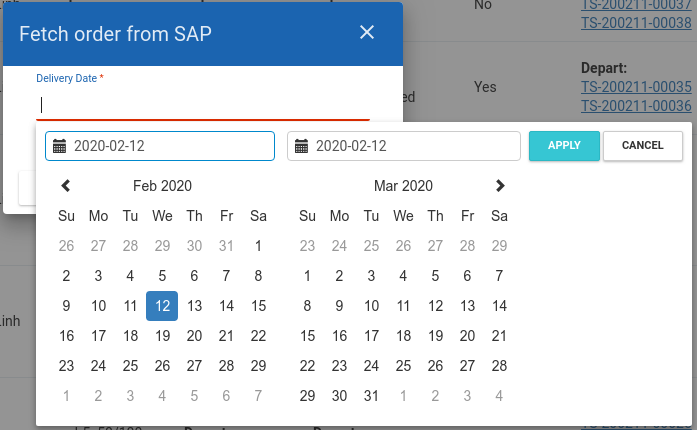 No
TS-200211-00037
TS-200211-00038
Fetch order from SAP
Delivery Date *
Depart:
Yes
TS-200211-00035
TS-200211-00036
ed
2020-02-12
2020-02-12
APPLY
CANCEL
Feb 2020
Su Mo Tu We Th Fr Sa
26 27 28 29 30 31 1
2 3 4 5 6 7 8
9 10 11 12 13 14 15
16 17 18 19 20 21 22
23 24 25 26 27 28 29
1 2 3 4 5 6 7
Mar 2020
Su Mo Tu We Th Fr Sa
23 24 25 26 27 28 29
1 2 3 4 5 6 7
8 9 10 11 12 13 14
15 16 17 18 19 20 21
22 23 24 25 26 27 28
29 30 31 1 2 3 4
inh